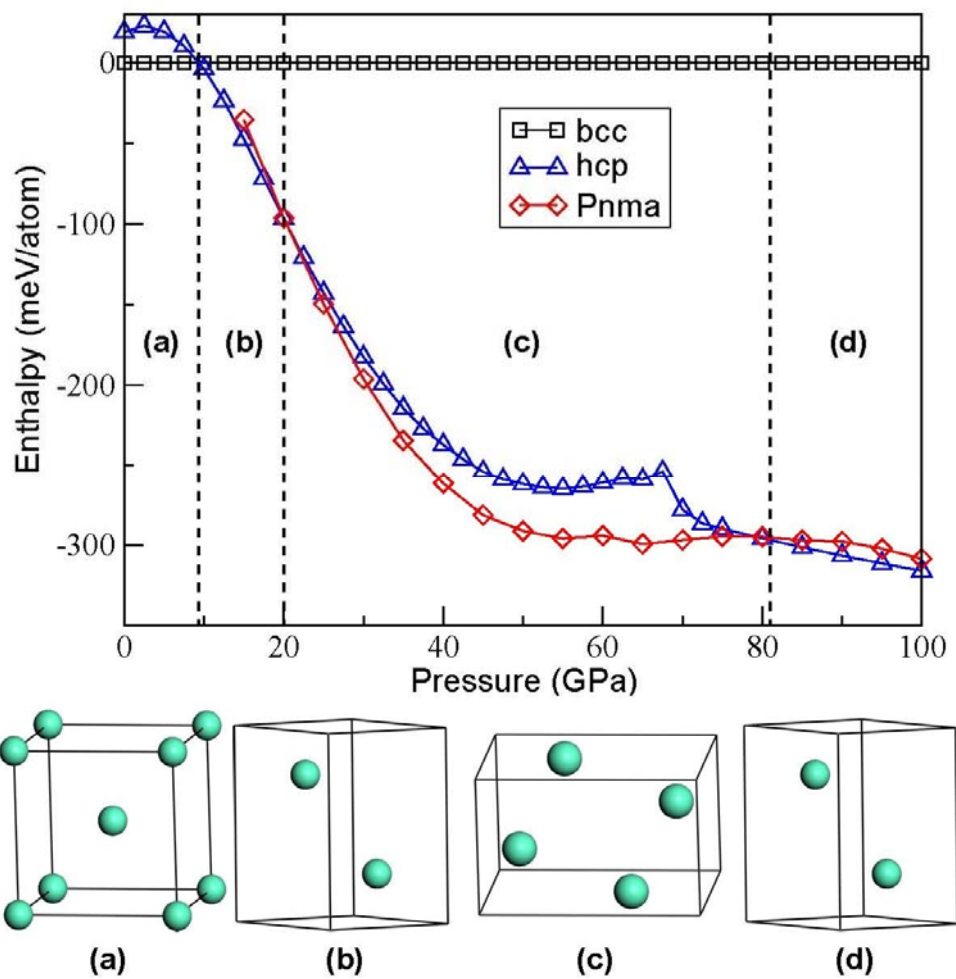 0
-100
-200
-300
Enthalpy (meV/atom)
bcc
hcp
Pnma
(a)
(b)
(c)
(d)
0
20
40
60
80
100
Pressure (GPa)
(a)
(b)
(c)
(d)